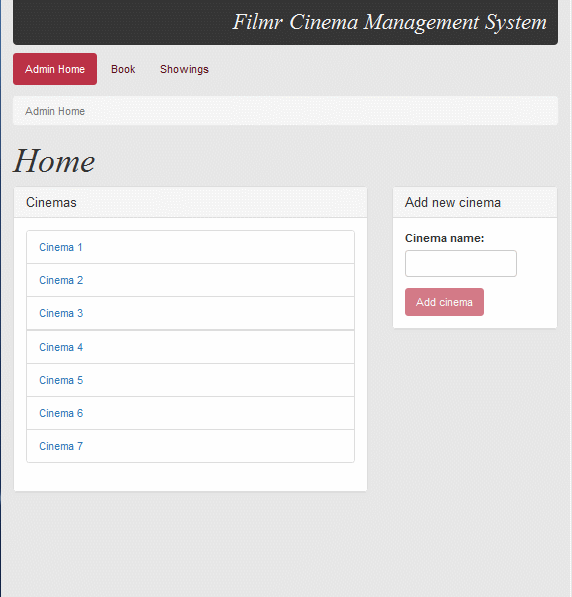 Filmr Cinema Management System
Admin Home Book Showings
Admin Home
Home
Cinemas
Cinema 1
Cinema 2
Cinema 3
Cinema 4
Cinema 5
Cinema 6
Cinema 7
Add new cinema
Cinema name:
Add cinema